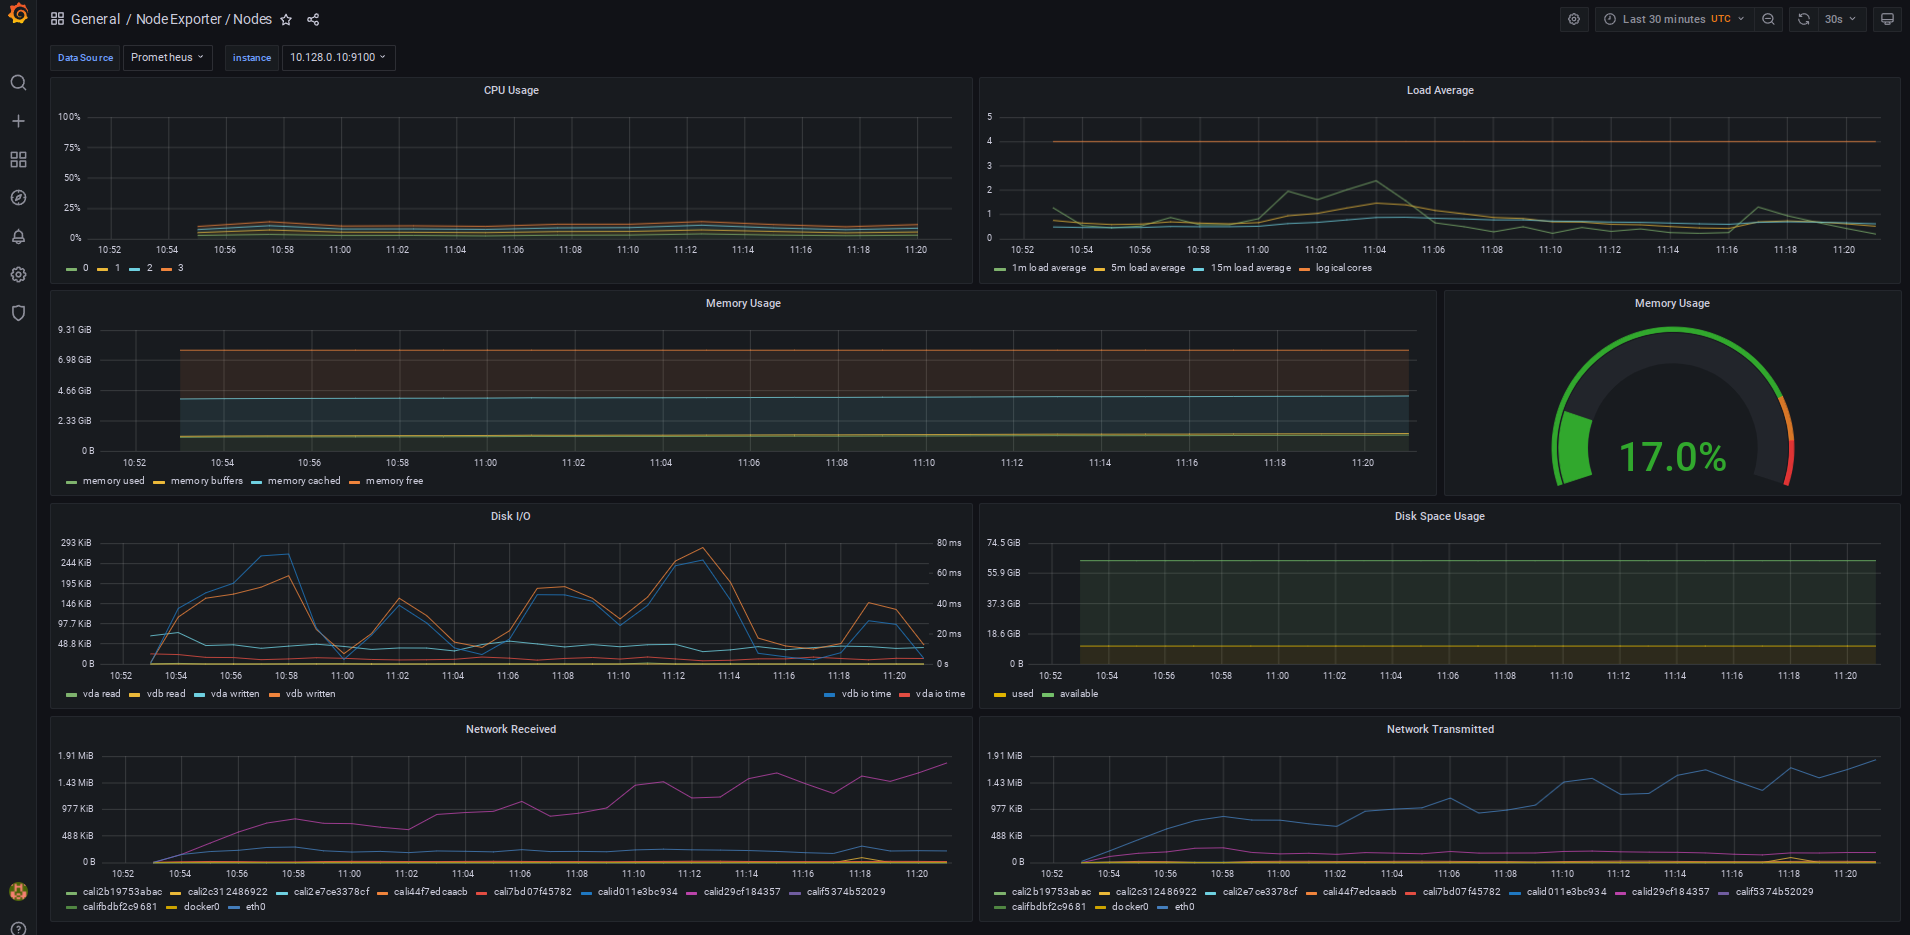 General / Node Exporter / Nodes
Last 30 minutes UTC
30s
Data Source Prometheus instance 10.128.0.10:9100
CPU Usage
100%
75%
50%
25%
0%
10:52 10:54 10:56 10:58 11:00 11:02 11:04 11:06 11:08 11:10 11:12 11:14 11:16 11:18 11:20
0 1 2 3
Load Average
5
4
3
2
1
0
10:52 10:54 10:56 10:58 11:00 11:02 11:04 11:06 11:08 11:10 11:12 11:14 11:16 11:18 11:20
1m load average 5m load average 15m load average logical cores
Memory Usage
9.31 GiB
6.98 GiB
4.66 GiB
2.33 GiB
0 B
10:52 10:54 10:56 10:58 11:00 11:02 11:04 11:06 11:08 11:10 11:12 11:14 11:16 11:18 11:20
memory used memory buffers memory cached memory free
Memory Usage
17.0%
Disk I/O
293 KiB
244 KiB
195 KiB
146 KiB
97.7 KiB
48.8 KiB
0 B
80 ms
60 ms
40 ms
20 ms
0 s
10:52 10:54 10:56 10:58 11:00 11:02 11:04 11:06 11:08 11:10 11:12 11:14 11:16 11:18 11:20
vda read vdb read vda written vdb written vdb io time vda io time
Disk Space Usage
74.5 GiB
55.9 GiB
37.3 GiB
18.6 GiB
0 B
10:52 10:54 10:56 10:58 11:00 11:02 11:04 11:06 11:08 11:10 11:12 11:14 11:16 11:18 11:20
used available
Network Received
1.91 MiB
1.43 MiB
977 KiB
488 KiB
0 B
10:52 10:54 10:56 10:58 11:00 11:02 11:04 11:06 11:08 11:10 11:12 11:14 11:16 11:18 11:20
cali2b19753abac cali2c312486922 cali2e7ce3378cf cali44f7edcaacb cali7bd07f45782 calid011e3bc934 calid29cf184357 calif5374b52029
califbdbf2c9681 docker0 eth0
Network Transmitted
1.91 MiB
1.43 MiB
977 KiB
488 KiB
0 B
10:52 10:54 10:56 10:58 11:00 11:02 11:04 11:06 11:08 11:10 11:12 11:14 11:16 11:18 11:20
cali2b19753abac cali2c312486922 cali2e7ce3378cf cali44f7edcaacb cali7bd07f45782 calid011e3bc934 calid29cf184357 calif5374b52029
califbdbf2c9681 docker0 eth0